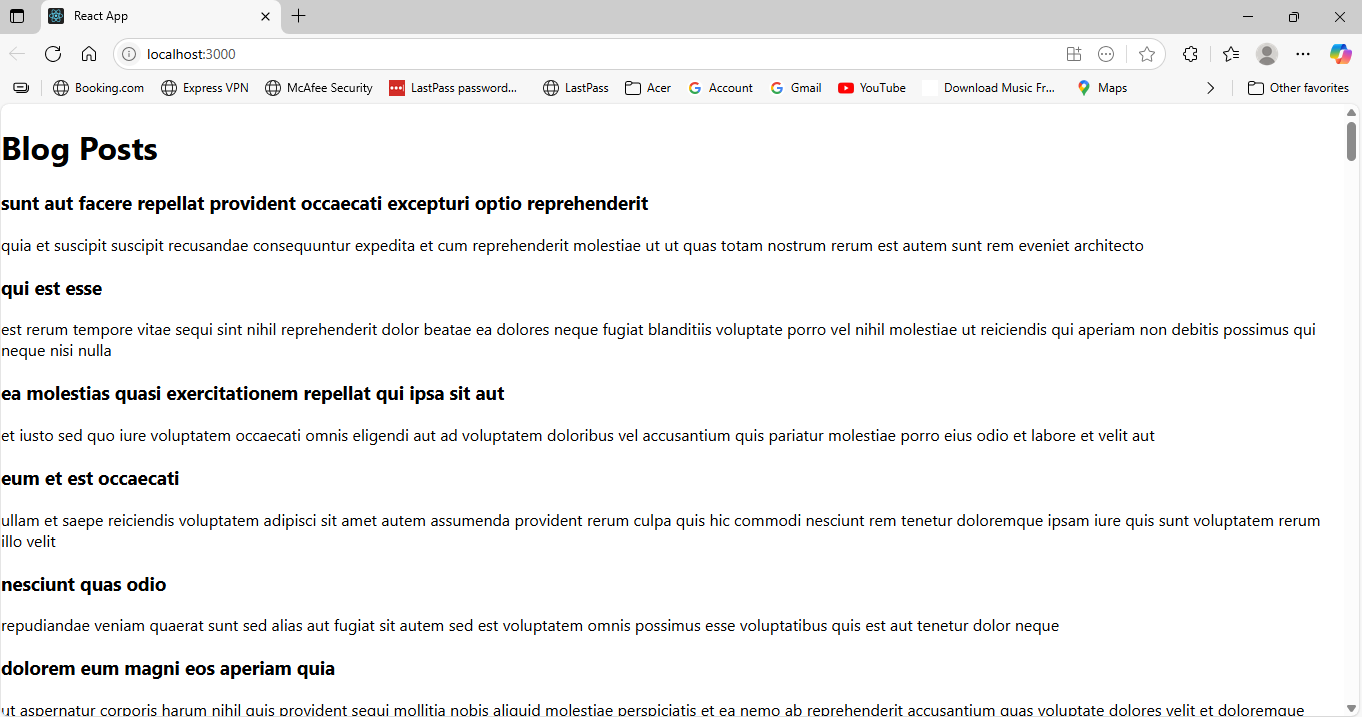 React App
localhost:3000
Booking.com Express VPN McAfee Security LastPass password... LastPass Acer Account Gmail YouTube Download Music Fr... Maps Other favorites
Blog Posts
sunt aut facere repellat provident occaecati excepturi optio reprehenderit
quia et suscipit suscipit recusandae consequuntur expedita et cum reprehenderit molestiae ut ut quas totam nostrum rerum est autem sunt rem eveniet architecto
qui est esse
est rerum tempore vitae sequi sint nihil reprehenderit dolor beatae ea dolores neque fugiat blanditiis voluptate porro vel nihil molestiae ut reiciendis qui aperiam non debitis possimus qui
neque nisi nulla
ea molestias quasi exercitationem repellat qui ipsa sit aut
et iusto sed quo iure voluptatem occaecati omnis eligendi aut ad voluptatem doloribus vel accusantium quis pariatur molestiae porro eius odio et labore et velit aut
eum et est occaecati
ullam et saepe reiciendis voluptatem adipisci sit amet autem assumenda provident rerum culpa quis hic commodi nesciunt rem tenetur doloremque ipsam iure quis sunt voluptatem rerum
illo velit
nesciunt quas odio
repudiandae veniam quaerat sunt sed alias aut fugiat sit autem sed est voluptatem omnis possimus esse voluptatibus quis est aut tenetur dolor neque
dolorem eum magni eos aperiam quia
ut aspernatur corporis harum nihil quis provident sequi mollitia nobis aliquid molestiae perspiciatis et ea nemo ab reprehenderit accusantium quas voluptate dolores velit et doloremque